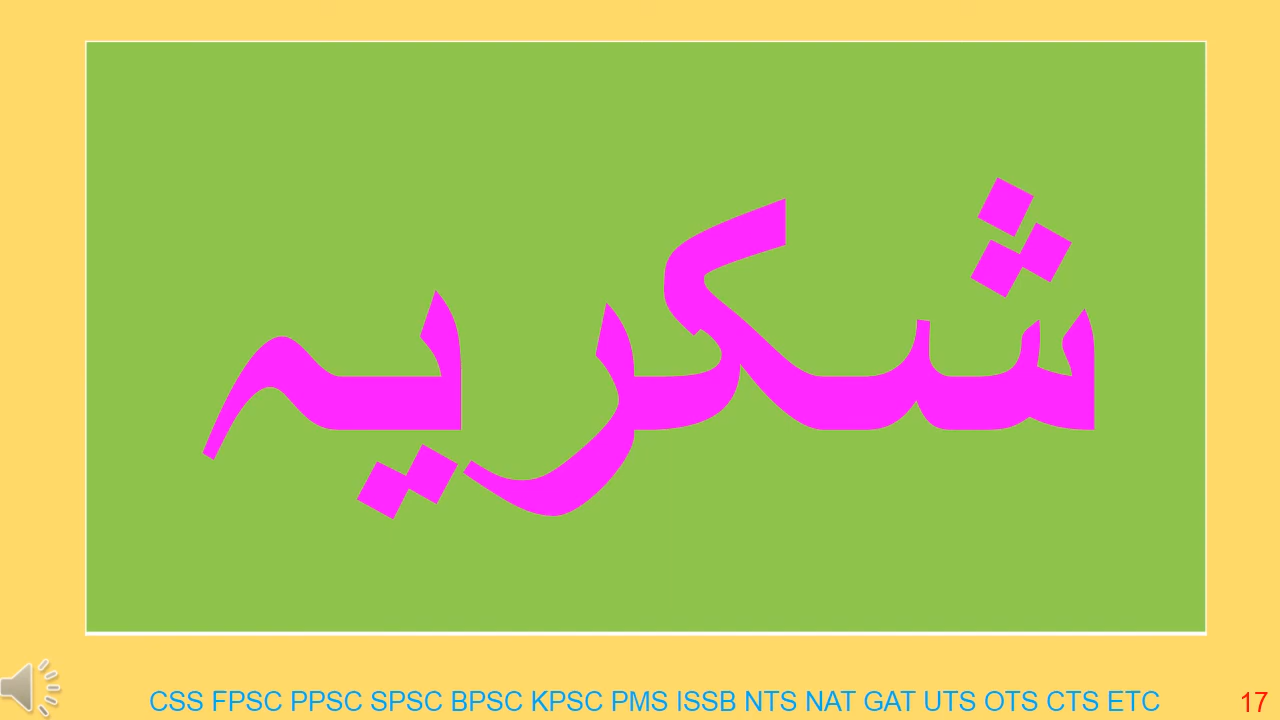 شکریہ
CSS FPSC PPSC SPSC BPSC KPSC PMS ISSB NTS NAT GAT UTS OTS CTS ETC
17